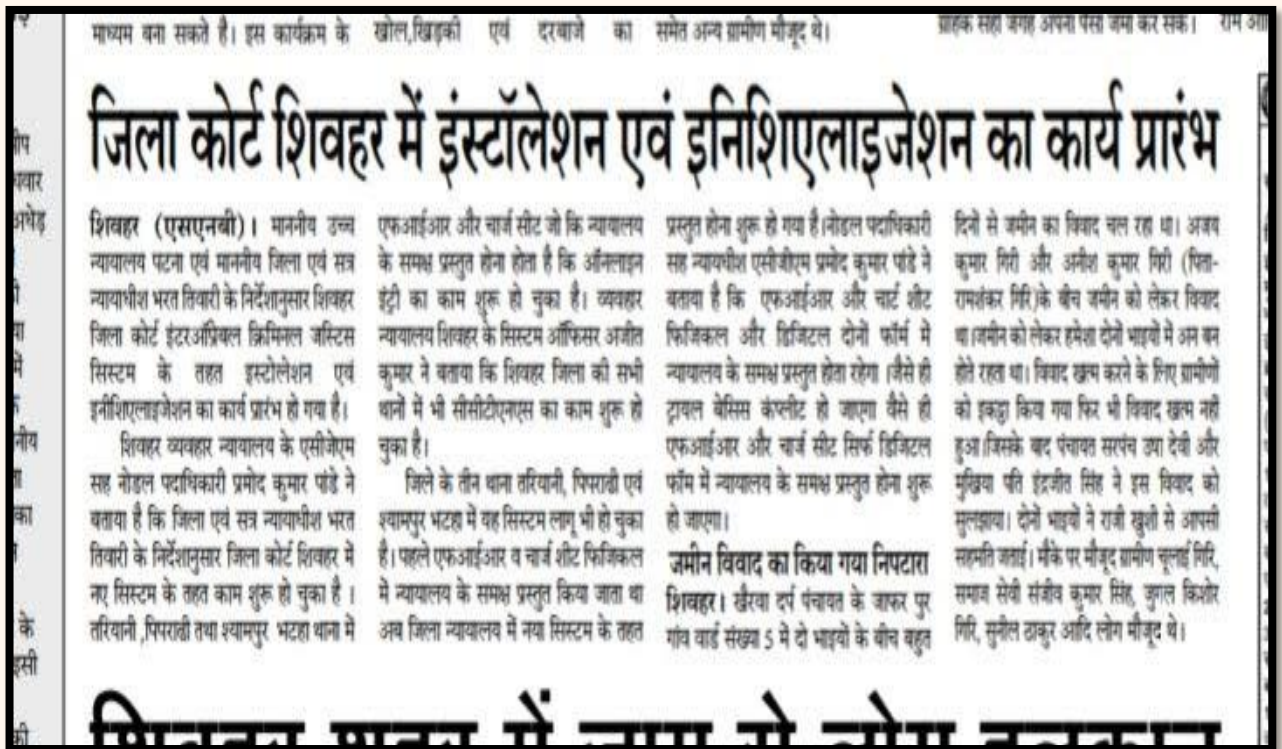 माध्यम बना सकते है। इस कार्यक्रम के
खोल,खिड़की एवं दरबाजे का
समेत अन्य ग्रामीण मौजूद थे।
ग्राहक सही जगह अपना पैसा जमा कर सके।
जिला कोर्ट शिवहर में इंस्टॉलेशन एवं इनिशिएलाइजेशन का कार्य प्रारंभ
शिवहर (एसएनबी)। माननीय उच्च
न्यायालय पटना एवं माननीय जिला एवं सत्र
न्यायाधीश भरत तिवारी के निर्देशानुसार शिवहर
जिला कोर्ट इंटरऑप्रेबल क्रिमिनल जस्टिस
सिस्टम के तहत इस्टोलेशन एवं
इनीशिएलाइजेशन का कार्य प्रारंभ हो गया है।
शिवहर व्यवहार न्यायालय के एसीजेएम
सह नोडल पदाधिकारी प्रमोद कुमार पांडे ने
बताया है कि जिला एवं सत्र न्यायाधीश भरत
तिवारी के निर्देशानुसार जिला कोर्ट शिवहर में
नए सिस्टम के तहत काम शुरू हो चुका है ।
तरियानी ,पिपराढी तथा श्यामपुर भटहा थाना में
एफआईआर और चार्ज सीट जो कि न्यायालय
के समक्ष प्रस्तुत होना होता है कि ऑनलाइन
इंट्री का काम शुरू हो चुका है। व्यवहार
न्यायालय शिवहर के सिस्टम ऑफिसर अजीत
कुमार ने बताया कि शिवहर जिला की सभी
थानों में भी सीसीटीएनएस का काम शुरू हो
चुका है।
जिले के तीन थाना तरियानी, पिपराढी एवं
श्यामपुर भटहा में यह सिस्टम लागू भी हो चुका
है। पहले एफआईआर व चार्ज शीट फिजिकल
में न्यायालय के समक्ष प्रस्तुत किया जाता था
अब जिला न्यायालय में नया सिस्टम के तहत
प्रस्तुत होना शुरू हो गया है।नोडल पदाधिकारी
सह न्यायधीश एसीजीएम प्रमोद कुमार पांडे ने
बताया है कि एफआईआर और चार्ट शीट
फिजिकल और डिजिटल दोनों फॉर्म में
न्यायालय के समक्ष प्रस्तुत होता रहेगा ।जैसे ही
ट्रायल बेसिस कंप्लीट हो जाएगा वैसे ही
एफआईआर और चार्ज सीट सिर्फ डिजिटल
फॉम में न्यायालय के समक्ष प्रस्तुत होना शुरू
हो जाएगा।
जमीन विवाद का किया गया निपटारा
शिवहर। खैरवा दर्प पंचायत के जाफर पुर
गांव वार्ड संख्या 5 में दो भाइयों के बीच बहुत
दिनों से जमीन का विवाद चल रहा था। अजय
कुमार गिरी और अनीश कुमार गिरी (पिता-
रामशंकर गिरि)के बीच जमीन को लेकर विवाद
था।जमीन को लेकर हमेशा दोनों भाइयों में अन बन
होते रहता था। विवाद खत्म करने के लिए ग्रामीणों
को इकट्ठा किया गया फिर भी विवाद खत्म नहीं
हुआ।जिसके बाद पंचायत सरपंच उषा देवी और
मुखिया पति इंद्रजीत सिंह ने इस विवाद को
सुलझाया। दोनों भाइयों ने राजी खुशी से आपसी
सहमति जताई। मौके पर मौजूद ग्रामीण चूल्हाई गिरि,
समाज सेवी संजीव कुमार सिंह, जुगल किशोर
गिरि, सुनील ठाकुर आदि लोग मौजूद थे।